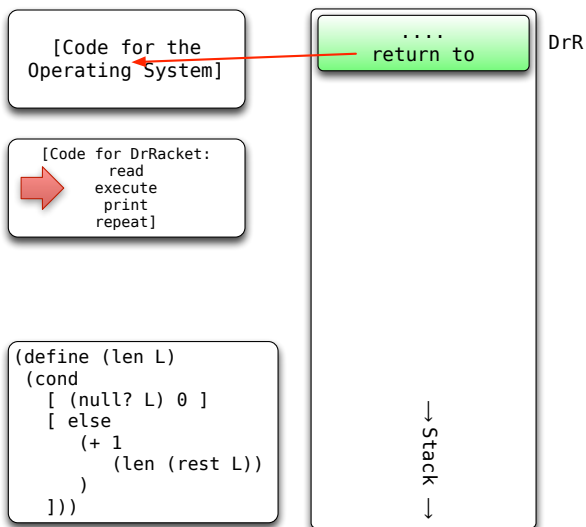 [Code for the
Operating System]
....
return to
DrR
[Code for DrRacket:
read
execute
print
repeat]
(define (len L)
(cond
[ (null? L) 0 ]
[ else
(+ 1
(len (rest L))
)
]))
→ Stack →